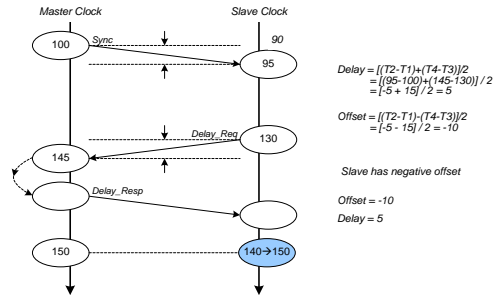 Master Clock
Slave Clock
Sync
90
100
95
Delay = [(T2-T1)+(T4-T3)]/2
= [(95-100)+(145-130)] / 2
= [-5 + 15] / 2 = 5
Offset = [(T2-T1)-(T4-T3)]/2
= [-5 - 15] / 2 = -10
Delay_Req
130
145
Slave has negative offset
Delay_Resp
Offset = -10
Delay = 5
150
140→150